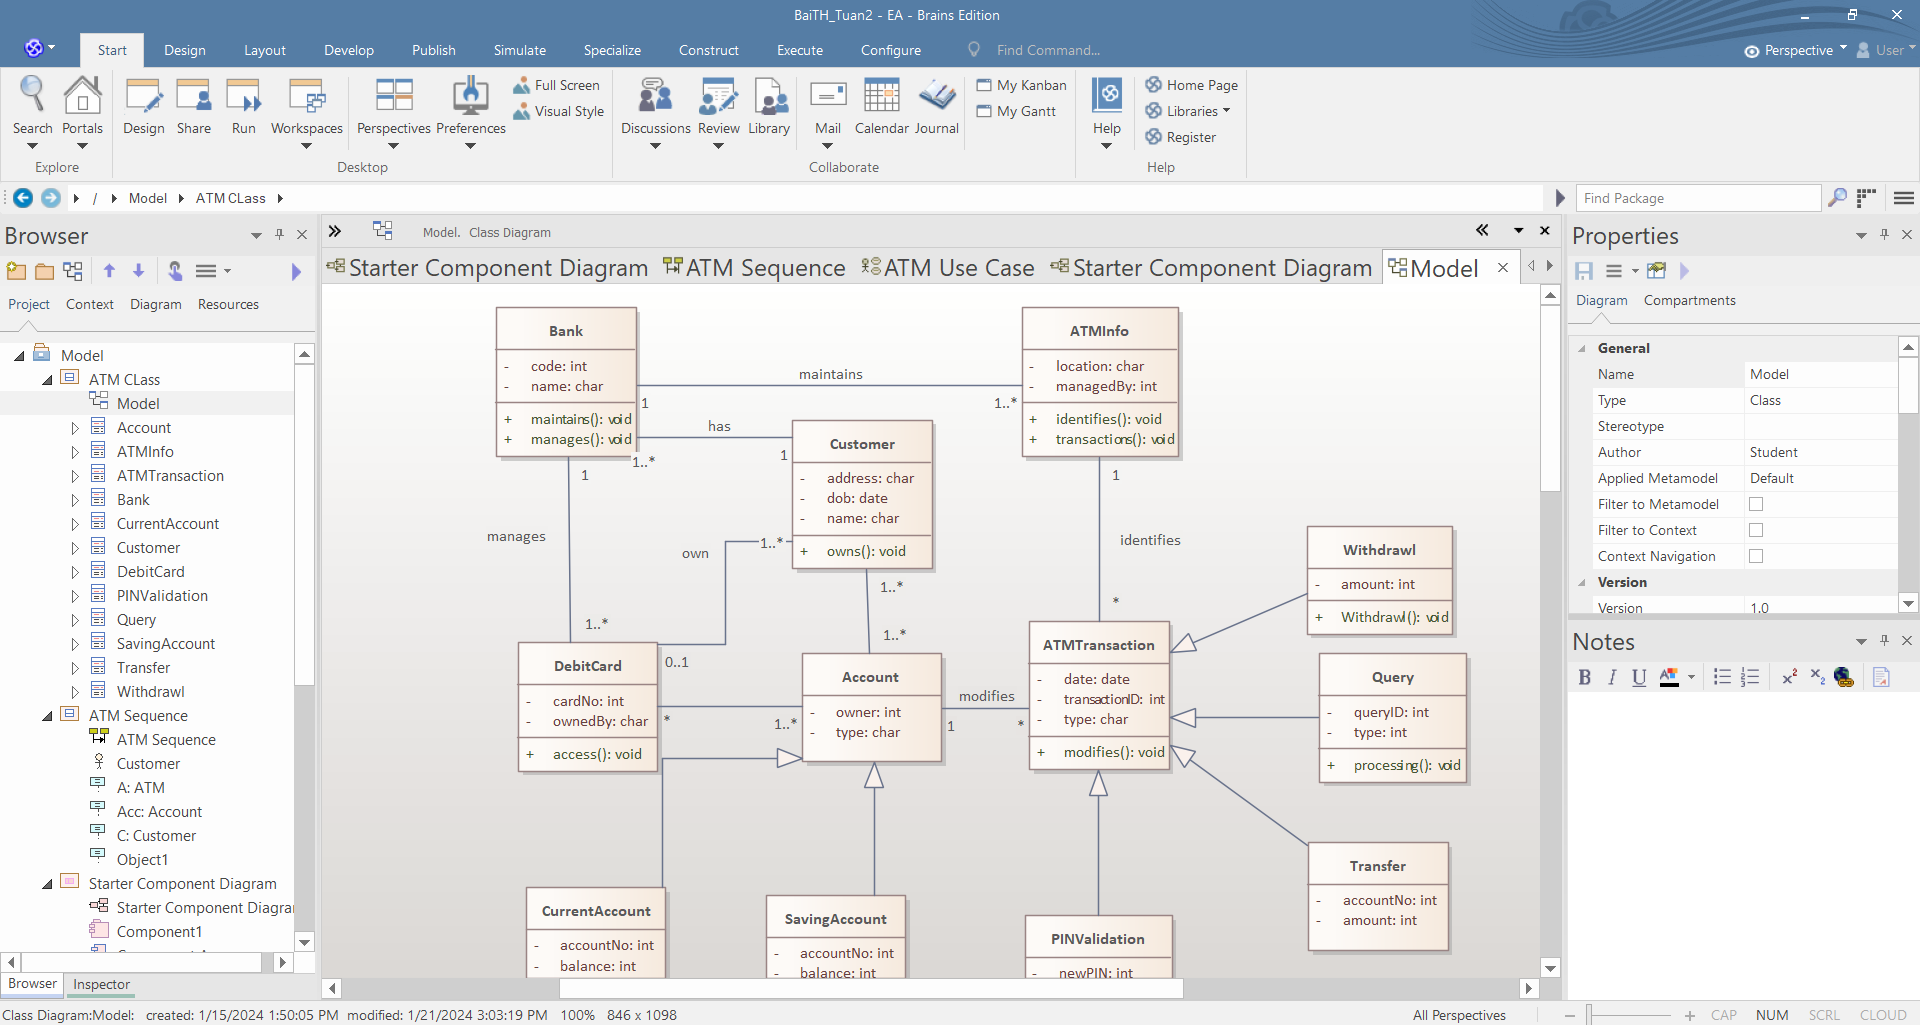 BaiTH_Tuan2 - EA - Brains Edition
Start Design Layout Develop Publish Simulate Specialize Construct Execute Configure Find Command... Perspective User
Search Portals
Explore
Design Share Run Workspaces Perspectives Preferences
Full Screen
Visual Style
Desktop
Discussions Review Library Mail Calendar Journal
My Kanban
My Gantt
Collaborate
Help
Home Page
Libraries
Register
Help
/ Model ATM CLass
Find Package
Browser
Project Context Diagram Resources
Model
ATM CLass
Model
Account
ATMInfo
ATMTransaction
Bank
CurrentAccount
Customer
DebitCard
PINValidation
Query
SavingAccount
Transfer
Withdrawl
ATM Sequence
ATM Sequence
Customer
A: ATM
Acc: Account
C: Customer
Object1
Starter Component Diagram
Starter Component Diagra
Component1
Browser Inspector
Model. Class Diagram
Starter Component Diagram ATM Sequence ATM Use Case Starter Component Diagram Model
Bank
- code: int
- name: char
+ maintains(): void
+ manages(): void
maintains
1
1..*
has
1..*
1
ATMInfo
- location: char
- managedBy: int
+ identifies(): void
+ transactions(): void
Customer
- address: char
- dob: date
- name: char
+ owns(): void
1
manages
1..*
own
1..*
0..1
1..*
1..*
1
identifies
*
Withdrawl
- amount: int
+ Withdrawl(): void
DebitCard
- cardNo: int
- ownedBy: char
+ access(): void
*
1..*
Account
- owner: int
- type: char
modifies
1
*
ATMTransaction
- date: date
- transactionID: int
- type: char
+ modifies(): void
Query
- queryID: int
- type: int
+ processing(): void
Transfer
- accountNo: int
- amount: int
CurrentAccount
- accountNo: int
- balance: int
SavingAccount
- accountNo: int
- balance: int
PINValidation
- newPIN: int
Properties
Diagram Compartments
General
Name Model
Type Class
Stereotype
Author Student
Applied Metamodel Default
Filter to Metamodel
Filter to Context
Context Navigation
Version
Version 1.0
Notes
B I U A
Class Diagram:Model: created: 1/15/2024 1:50:05 PM modified: 1/21/2024 3:03:19 PM 100% 846 x 1098 All Perspectives CAP NUM SCRL CLOUD